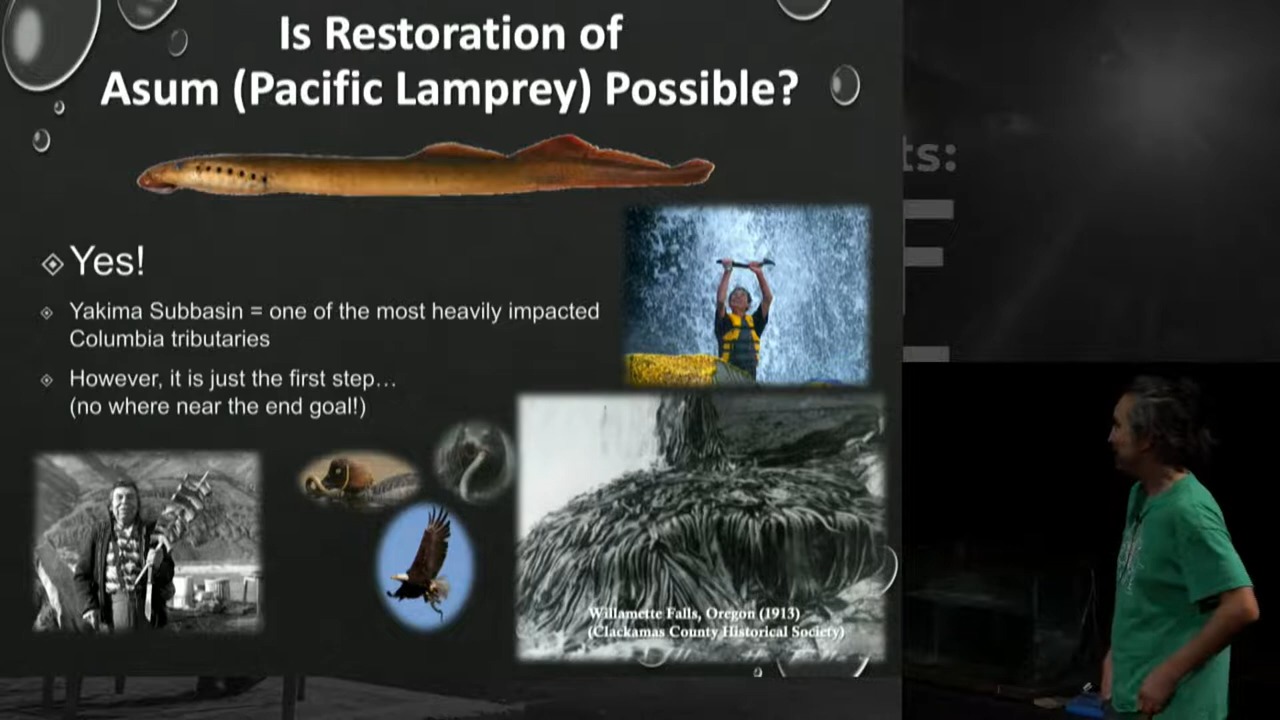 Is Restoration of
Asum (Pacific Lamprey) Possible?
ts:
Yes!
Yakima Subbasin = one of the most heavily impacted
Columbia tributaries
However, it is just the first step…
(no where near the end goal!)
Willamette Falls, Oregon (1913)
(Clackamas County Historical Society)